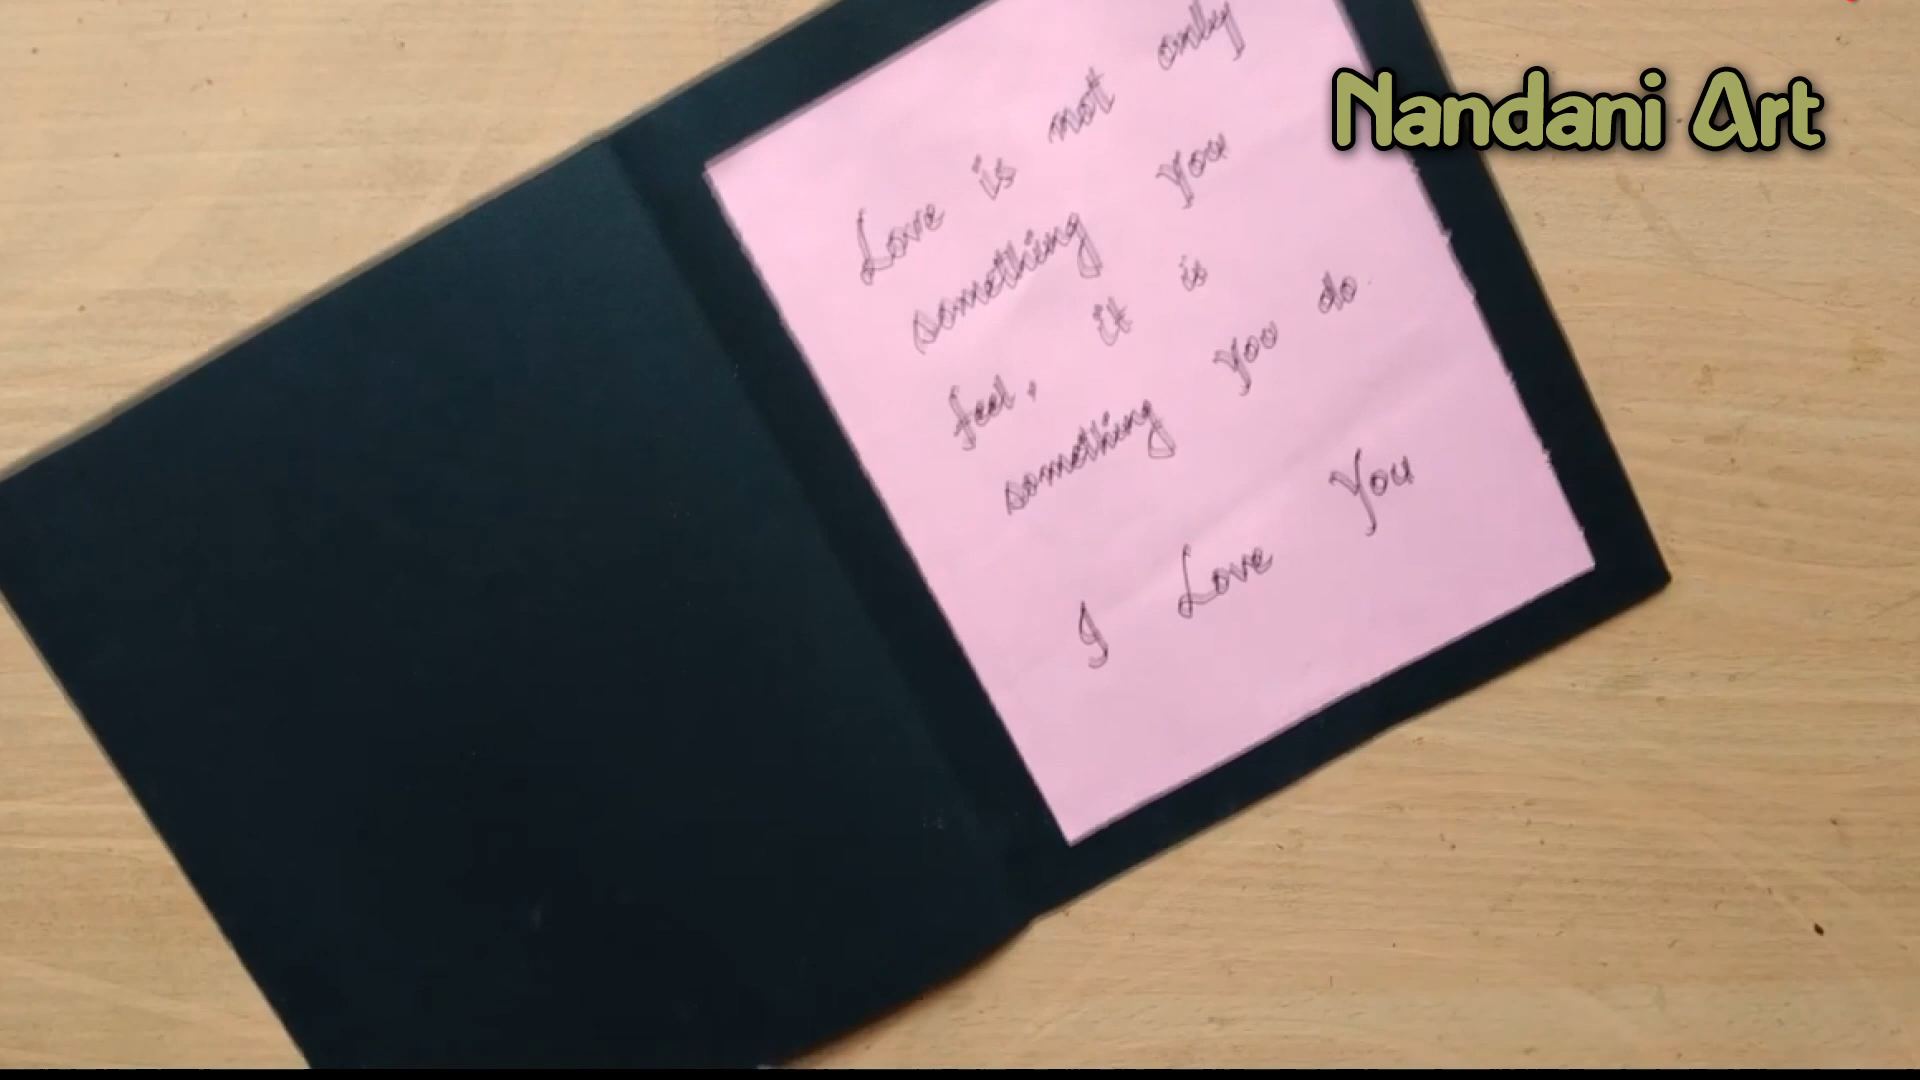 Nandani Art
Love is not only
something you
feel, it is
something you do.
I Love You